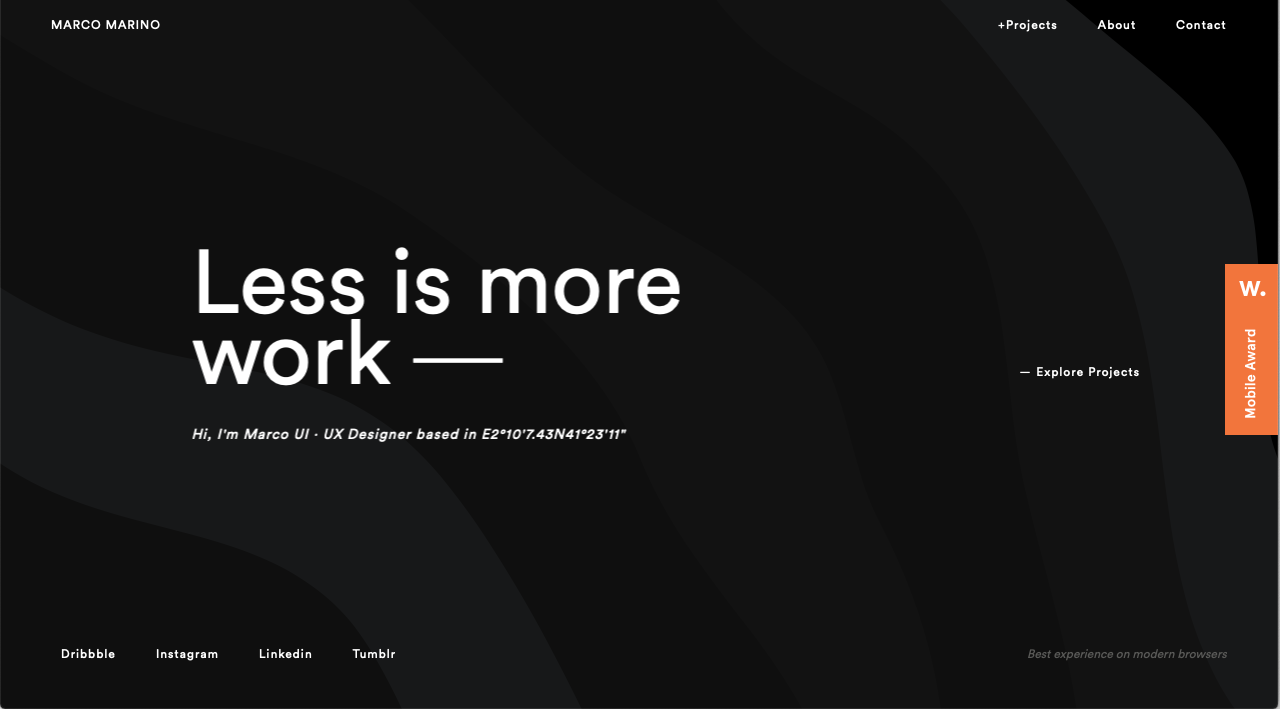 MARCO MARINO
+Projects
About
Contact
Less is more
work —
Hi, I'm Marco UI · UX Designer based in E2°10'7.43N41°23'11"
— Explore Projects
W.
Mobile Award
Dribbble
Instagram
Linkedin
Tumblr
Best experience on modern browsers